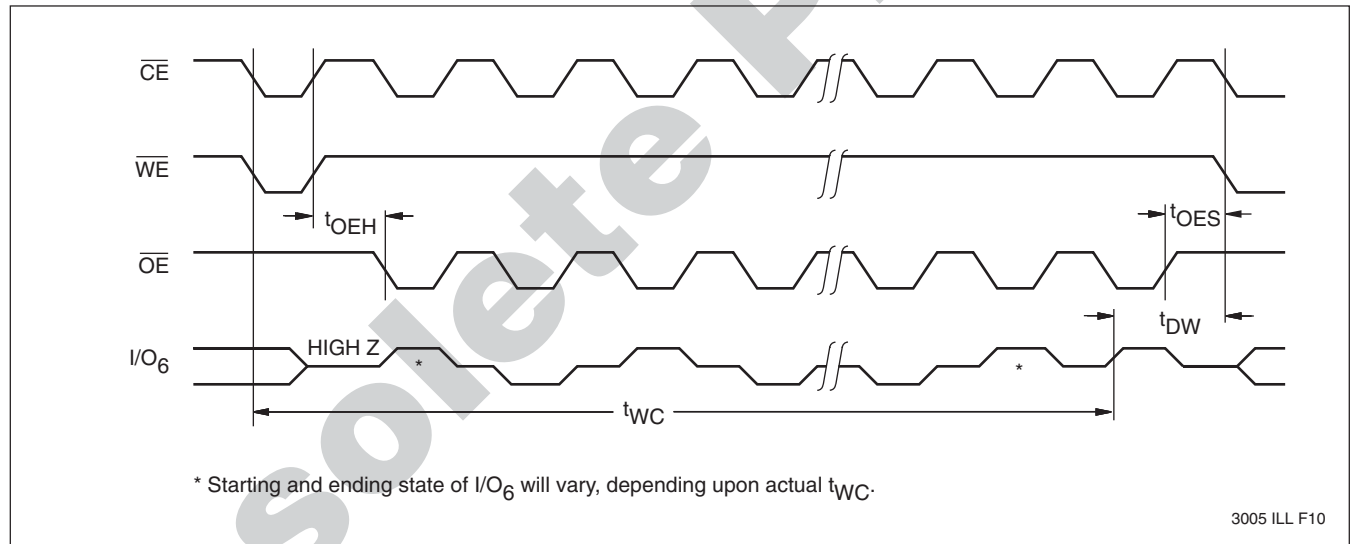 CE
WE
tOEH
tOES
OE
tDW
I/O6
HIGH Z
*
*
tWC
* Starting and ending state of I/O6 will vary, depending upon actual tWC.
3005 ILL F10
solete P